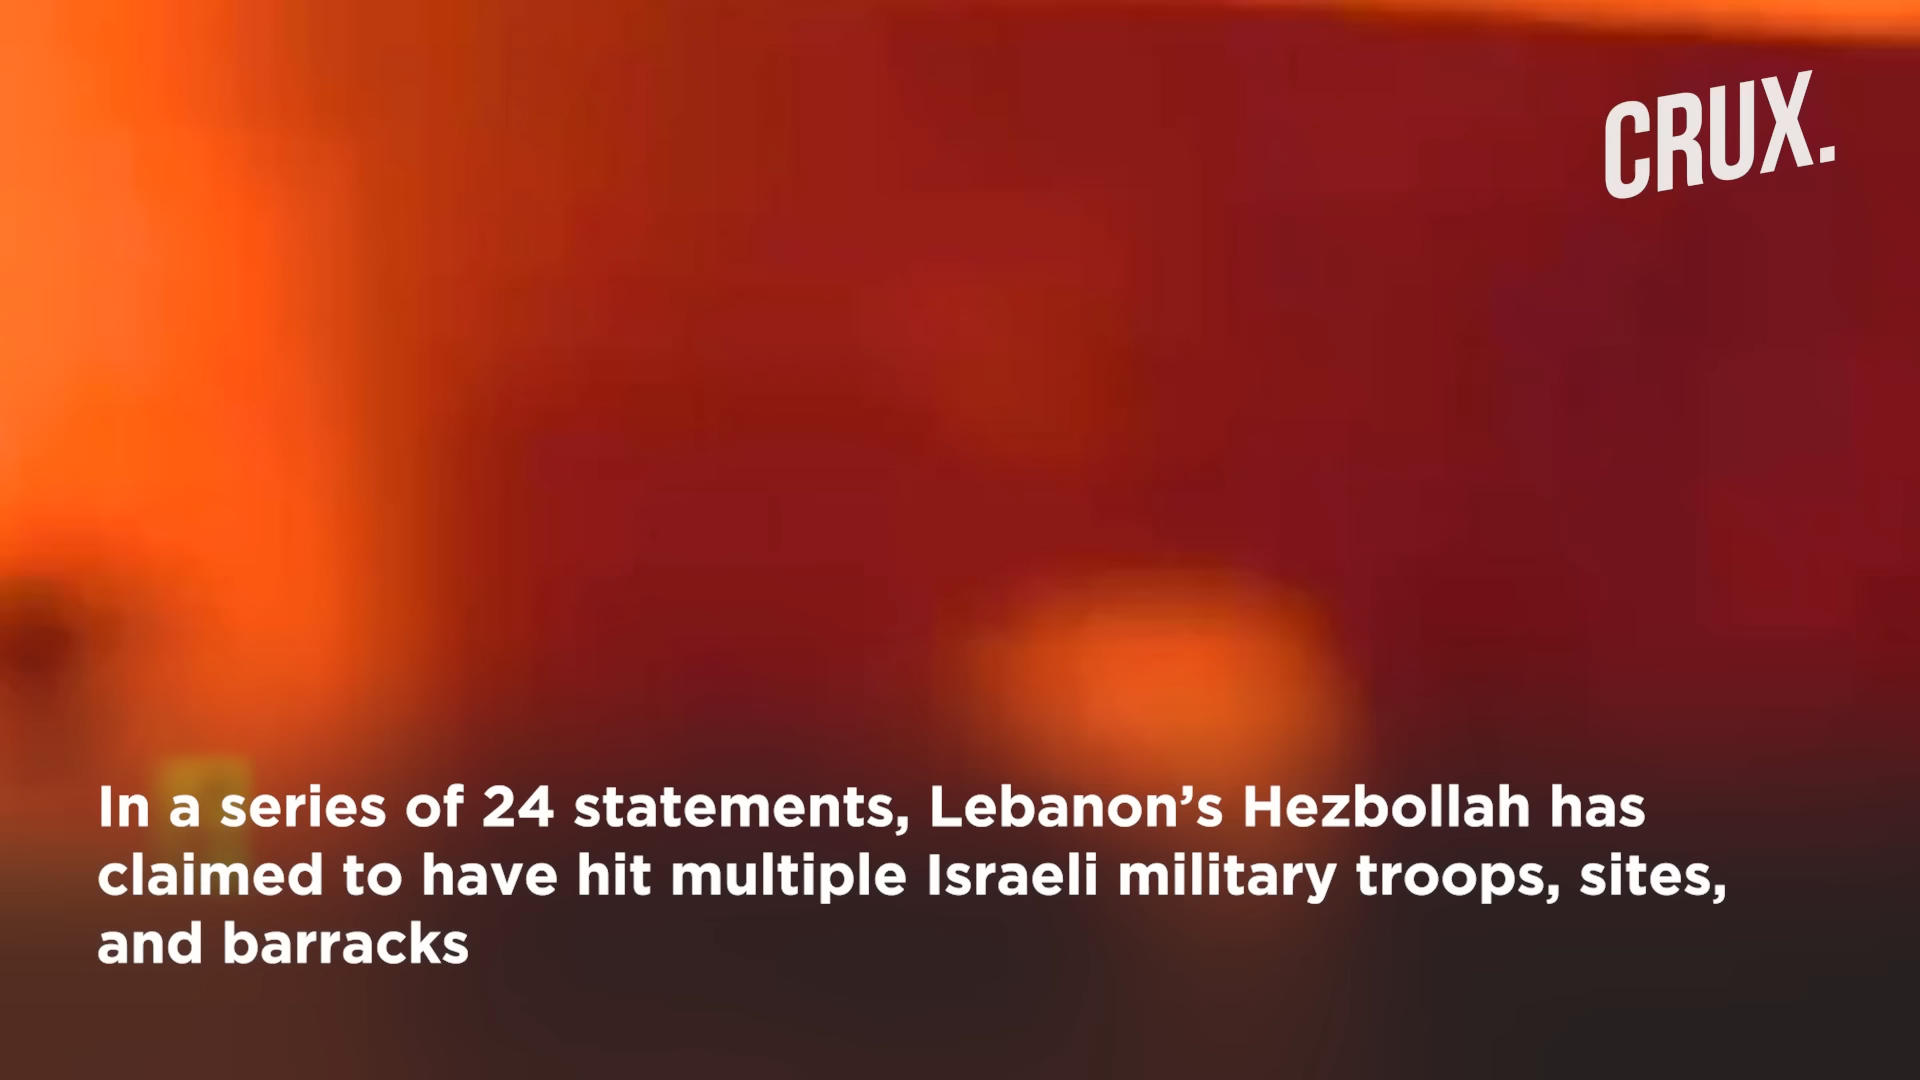 CRUX.
In a series of 24 statements, Lebanon’s Hezbollah has
claimed to have hit multiple Israeli military troops, sites,
and barracks